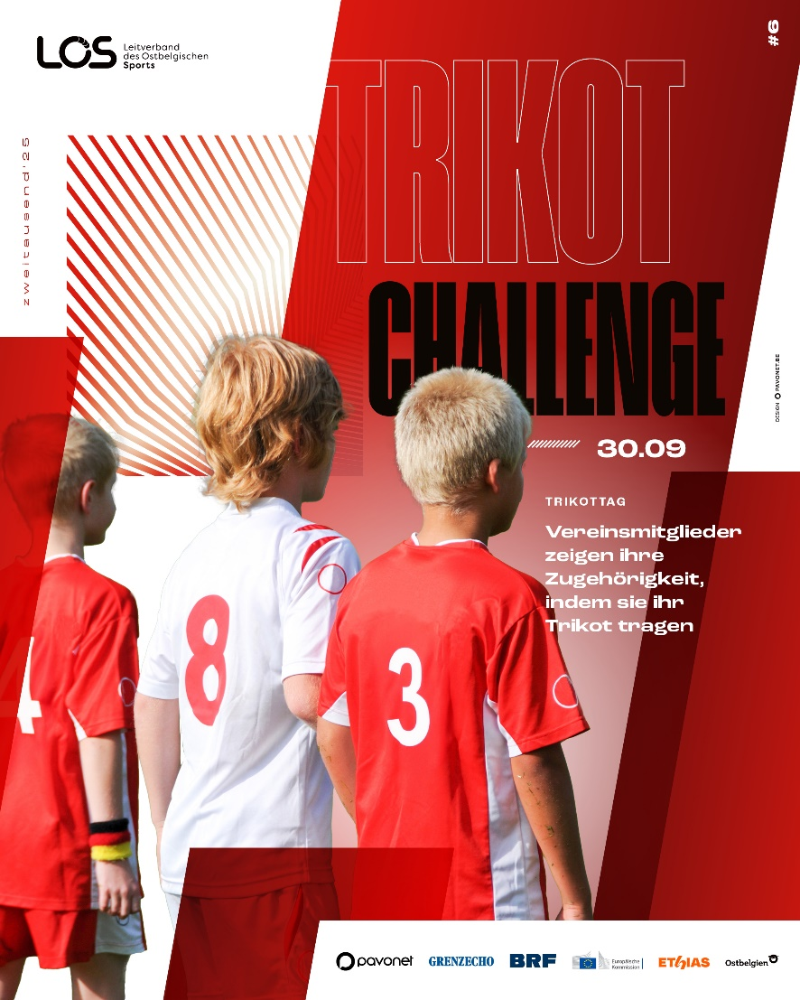 LOS
Leitverband
des Ostbelgischen
Sports
#6
zweitausend'25
TRIKOT
CHALLENGE
30.09
TRIKOTTAG
Vereinsmitglieder
zeigen ihre
Zugehörigkeit,
indem sie ihr
Trikot tragen
DESIGN PAVONET.BE
4
8
3
pavonet
GRENZECHO
BRF
Europäische
Kommission
ETHIAS
Ostbelgien